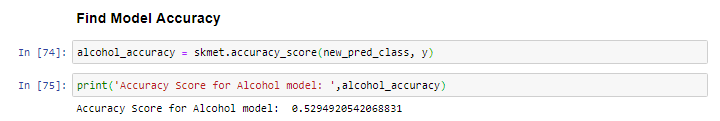 Find Model Accuracy
In [74]: alcohol_accuracy = skmet.accuracy_score(new_pred_class, y)
In [75]: print('Accuracy Score for Alcohol model: ',alcohol_accuracy)
Accuracy Score for Alcohol model:  0.5294920542068831